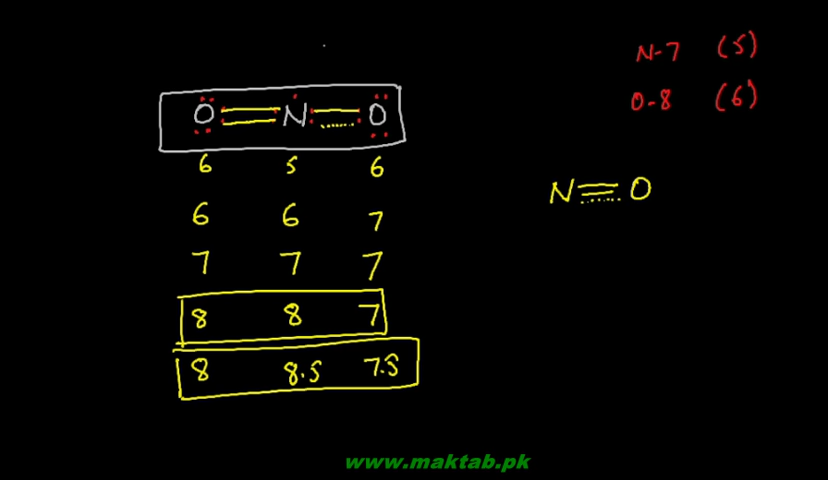 N-7 (5)
O-8 (6)
O N O
6 5 6
6 6 7
7 7 7
8 8 7
8 8.5 7.5
N O
www.maktab.pk